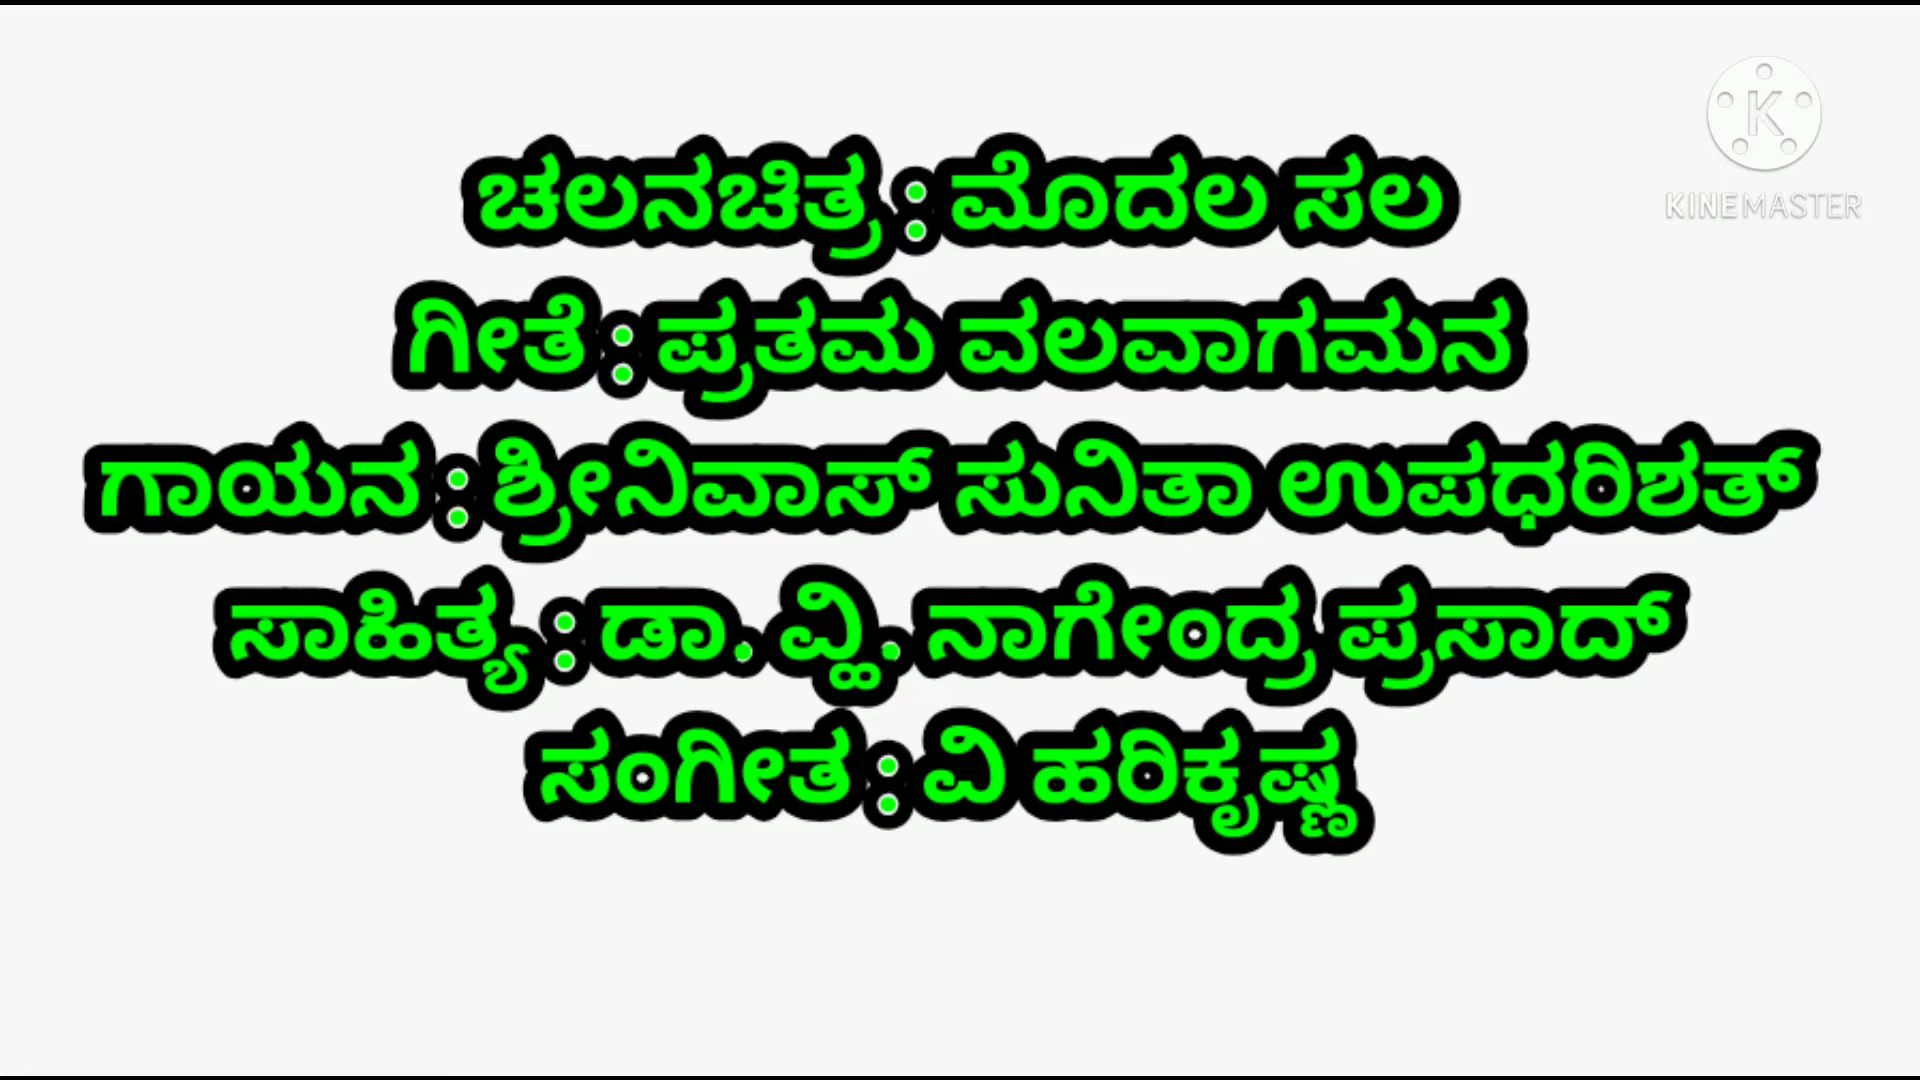 ಚಲನಚಿತ್ರ : ಮೊದಲ ಸಲ
ಗೀತೆ : ಪ್ರತಮ ವಲವಾಗಮನ
ಗಾಯನ : ಶ್ರೀನಿವಾಸ್ ಸುನಿತಾ ಉಪಧರಿಶತ್
ಸಾಹಿತ್ಯ : ಡಾ. ವ್ಹಿ. ನಾಗೇಂದ್ರ ಪ್ರಸಾದ್
ಸಂಗೀತ : ವಿ ಹರಿಕೃಷ್ಣ
K
KINEMASTER